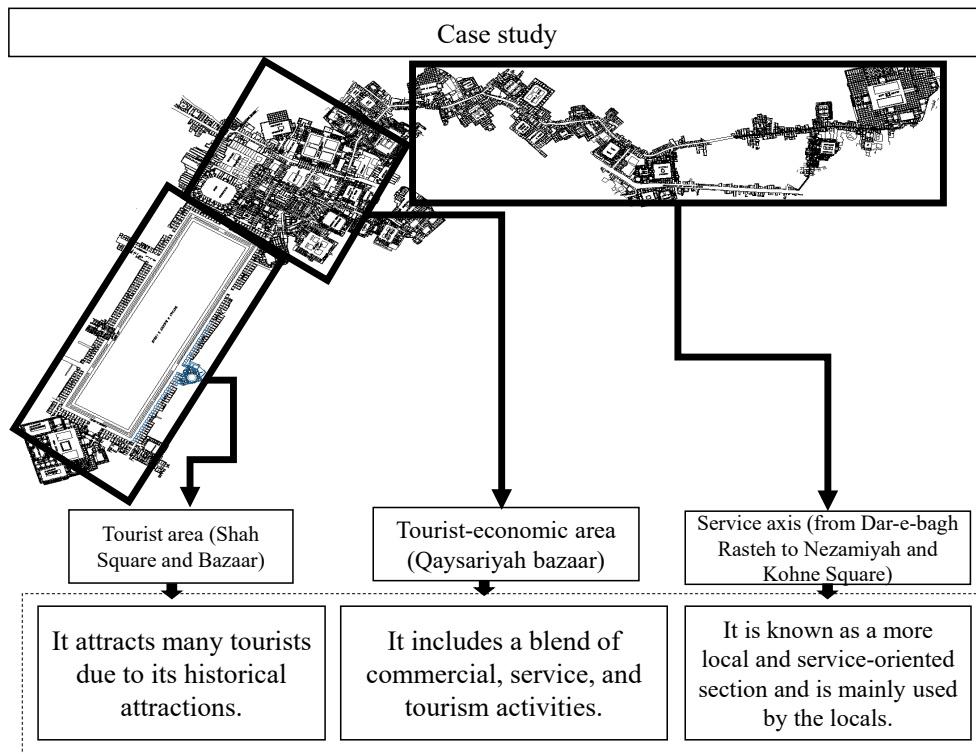 Case study
Tourist area (Shah
Square and Bazaar)
Tourist-economic area
(Qaysariyah bazaar)
Service axis (from Dar-e-bagh
Rasteh to Nezamiyah and
Kohne Square)
It attracts many tourists
due to its historical
attractions.
It includes a blend of
commercial, service, and
tourism activities.
It is known as a more
local and service-oriented
section and is mainly used
by the locals.